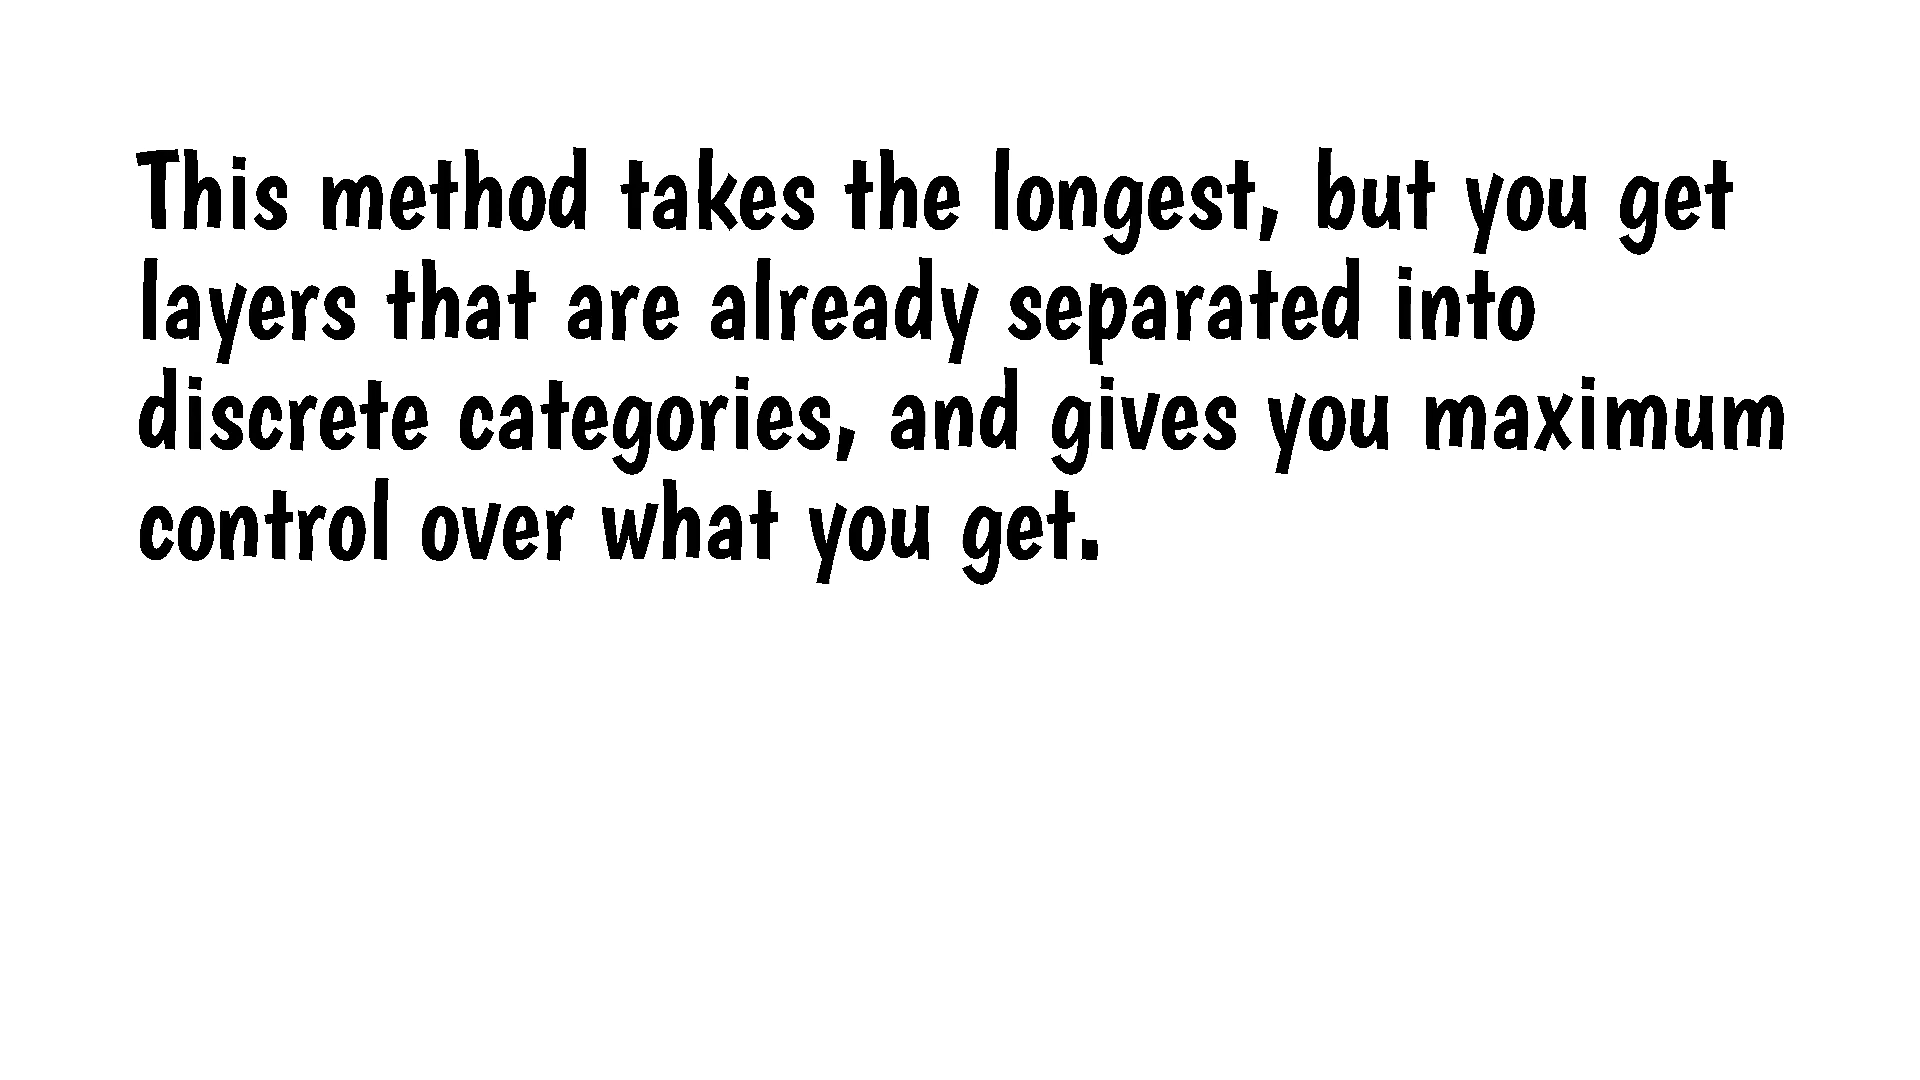 This method takes the longest, but you get
layers that are already separated into
discrete categories, and gives you maximum
control over what you get.